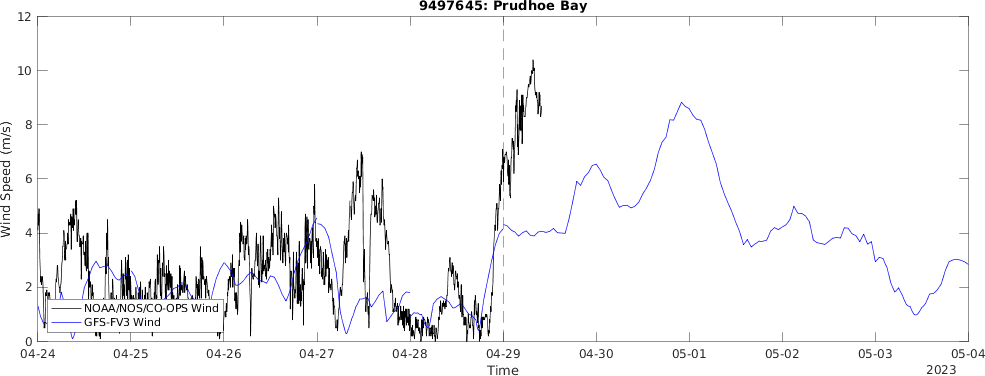 9497645: Prudhoe Bay
12
10
8
6
4
2
0
Wind Speed (m/s)
NOAA/NOS/CO-OPS Wind
GFS-FV3 Wind
04-24 04-25 04-26 04-27 04-28 04-29 04-30 05-01 05-02 05-03 05-04
Time
2023